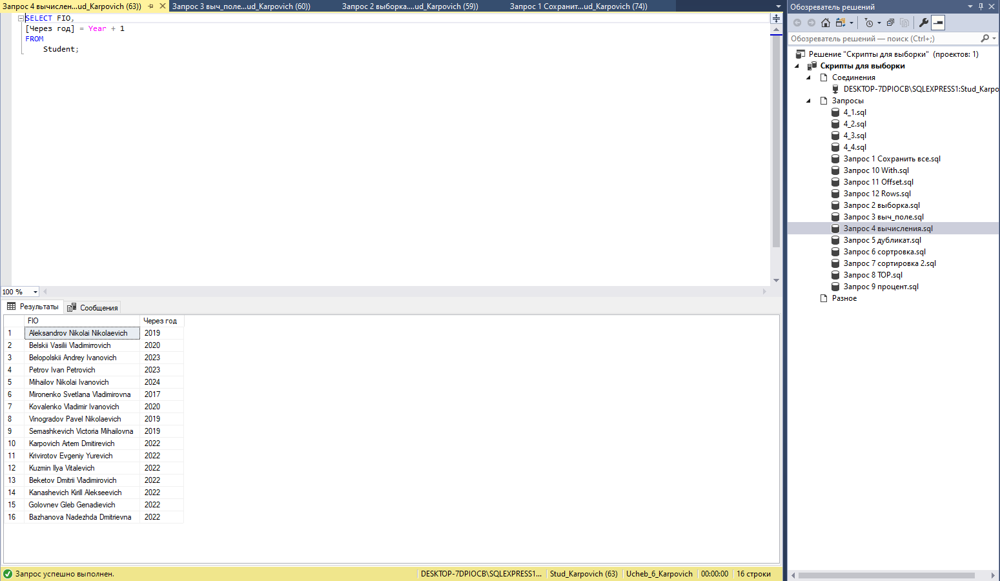 Запрос 4 вычислен...ud_Karpovich (63))
Запрос 3 выч_поле...ud_Karpovich (60))
Запрос 2 выборка....ud_Karpovich (59))
Запрос 1 Сохранит...ud_Karpovich (74))
SELECT FIO,
[Через год] = Year + 1
FROM
Student;
100 %
Результаты
Сообщения
FIO Через год
1 Aleksandrov Nikolai Nikolaevich 2019
2 Belskii Vasilii Vladimirrovich 2020
3 Belopolskii Andrey Ivanovich 2023
4 Petrov Ivan Petrovich 2023
5 Mihailov Nikolai Ivanovich 2024
6 Mironenko Svetlana Vladimirovna 2017
7 Kovalenko Vladimir Ivanovich 2020
8 Vinogradov Pavel Nikolaevich 2019
9 Semashkevich Victoria Mihailovna 2019
10 Karpovich Artem Dmitirevich 2022
11 Krivirotov Evgeniy Yurevich 2022
12 Kuzmin Ilya Vitalevich 2022
13 Beketov Dmitrii Vladimirovich 2022
14 Kanashevich Kirill Alekseevich 2022
15 Golovnev Gleb Genadievich 2022
16 Bazhanova Nadezhda Dmitrievna 2022
Запрос успешно выполнен.
DESKTOP-7DPIOCB\SQLEXPRESS1...
Stud_Karpovich (63)
Ucheb_6_Karpovich
00:00:00
16 строки
Обозреватель решений
Обозреватель решений — поиск (Ctrl+;)
Решение "Скрипты для выборки" (проектов: 1)
Скрипты для выборки
Соединения
DESKTOP-7DPIOCB\SQLEXPRESS1:Stud_Karpo
Запросы
4_1.sql
4_2.sql
4_3.sql
4_4.sql
Запрос 1 Сохранить все.sql
Запрос 10 With.sql
Запрос 11 Offset.sql
Запрос 12 Rows.sql
Запрос 2 выборка.sql
Запрос 3 выч_поле.sql
Запрос 4 вычисления.sql
Запрос 5 дубликат.sql
Запрос 6 сортровка.sql
Запрос 7 сортировка 2.sql
Запрос 8 TOP.sql
Запрос 9 процент.sql
Разное